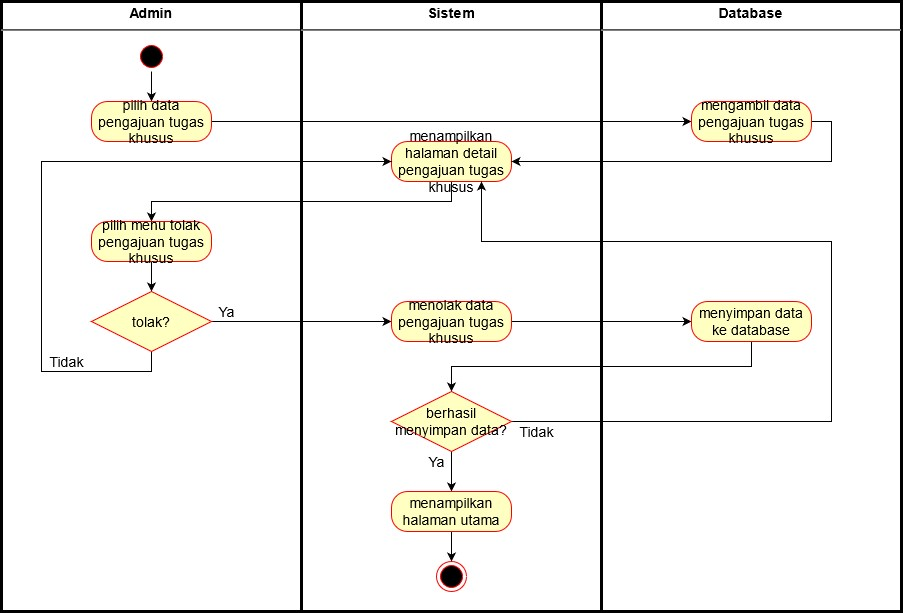 Admin
Sistem
Database
pilih data
pengajuan tugas
khusus
mengambil data
pengajuan tugas
khusus
menampilkan
halaman detail
pengajuan tugas
khusus
pilih menu tolak
pengajuan tugas
khusus
tolak?
Ya
Tidak
menolak data
pengajuan tugas
khusus
menyimpan data
ke database
berhasil
menyimpan data?
Tidak
Ya
menampilkan
halaman utama